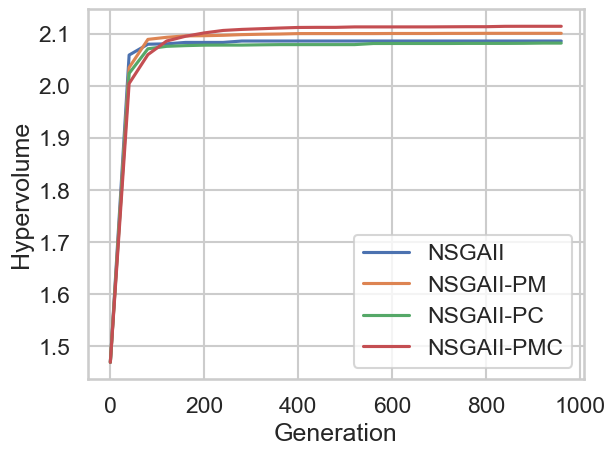 2.1
2.0
1.9
1.8
1.7
1.6
1.5
Hypervolume
NSGAII
NSGAII-PM
NSGAII-PC
NSGAII-PMC
0 200 400 600 800 1000
Generation